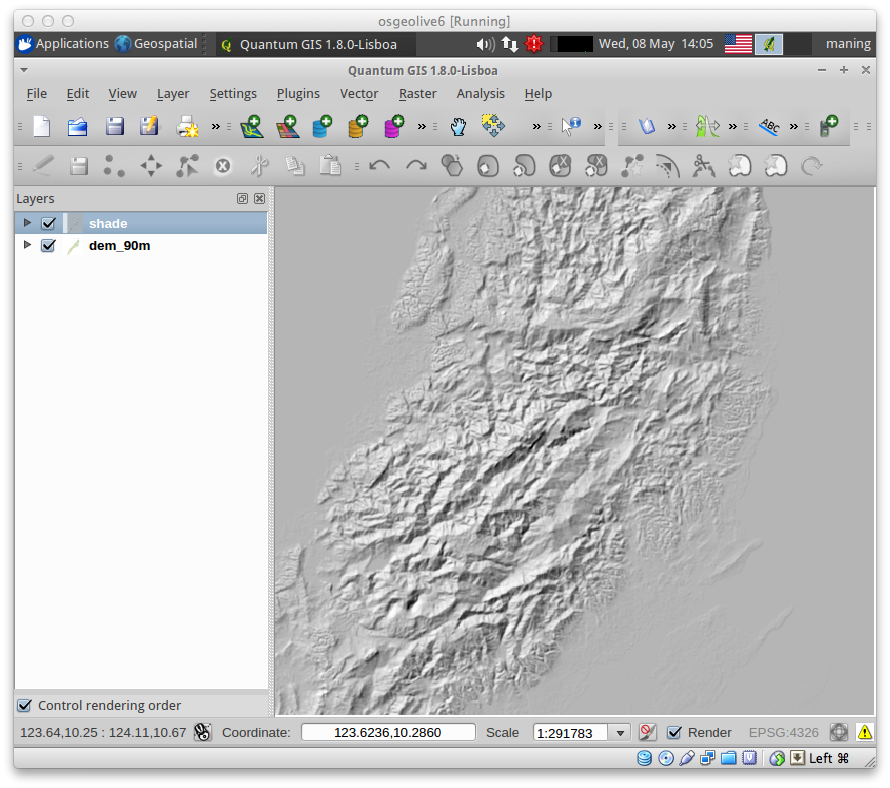 osgeolive6 [Running]
Applications Geospatial Quantum GIS 1.8.0-Lisboa Wed, 08 May 14:05 maning
Quantum GIS 1.8.0-Lisboa
File Edit View Layer Settings Plugins Vector Raster Analysis Help
ABC
Layers
shade
dem_90m
Control rendering order
123.64,10.25 : 124.11,10.67 Coordinate: 123.6236,10.2860 Scale 1:291783 Render EPSG:4326
Left ⌘